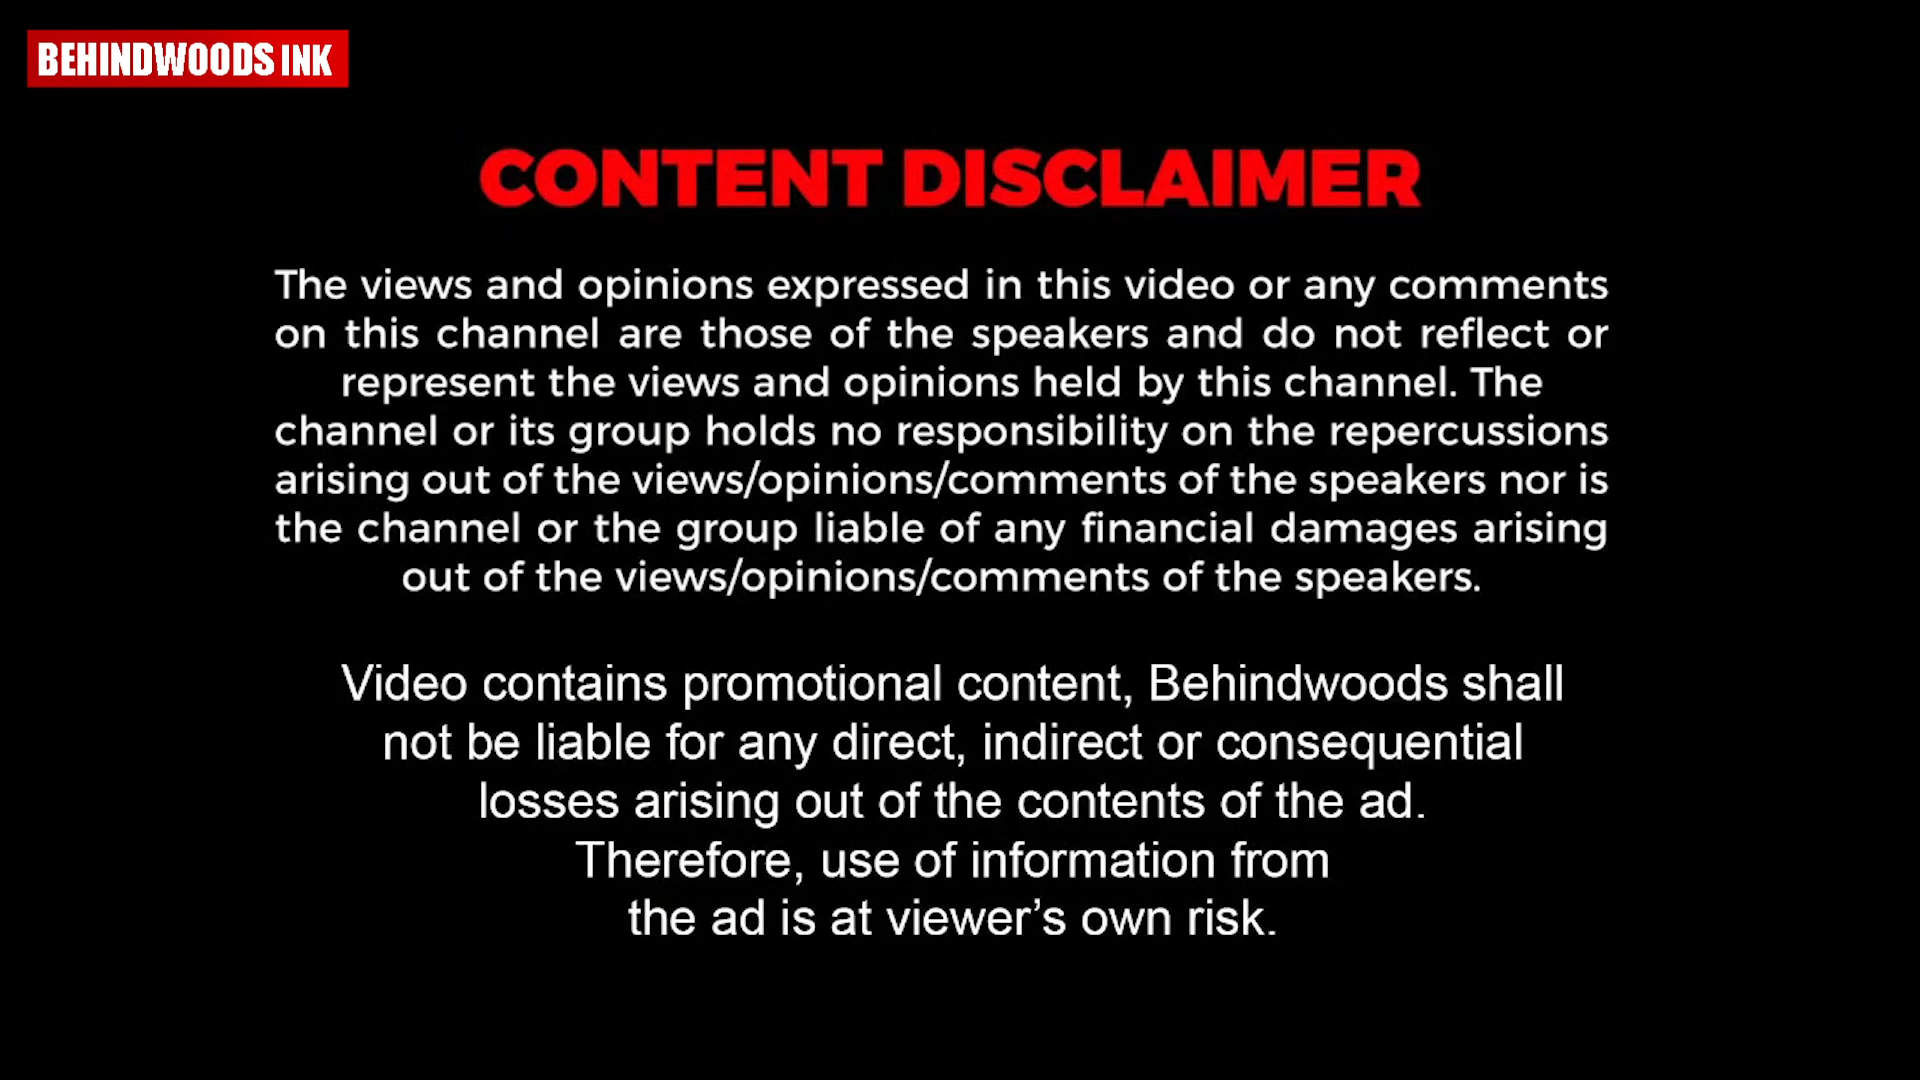 BEHINDWOODS INK
CONTENT DISCLAIMER
The views and opinions expressed in this video or any comments
on this channel are those of the speakers and do not reflect or
represent the views and opinions held by this channel. The
channel or its group holds no responsibility on the repercussions
arising out of the views/opinions/comments of the speakers nor is
the channel or the group liable of any financial damages arising
out of the views/opinions/comments of the speakers.
Video contains promotional content, Behindwoods shall
not be liable for any direct, indirect or consequential
losses arising out of the contents of the ad.
Therefore, use of information from
the ad is at viewer’s own risk.